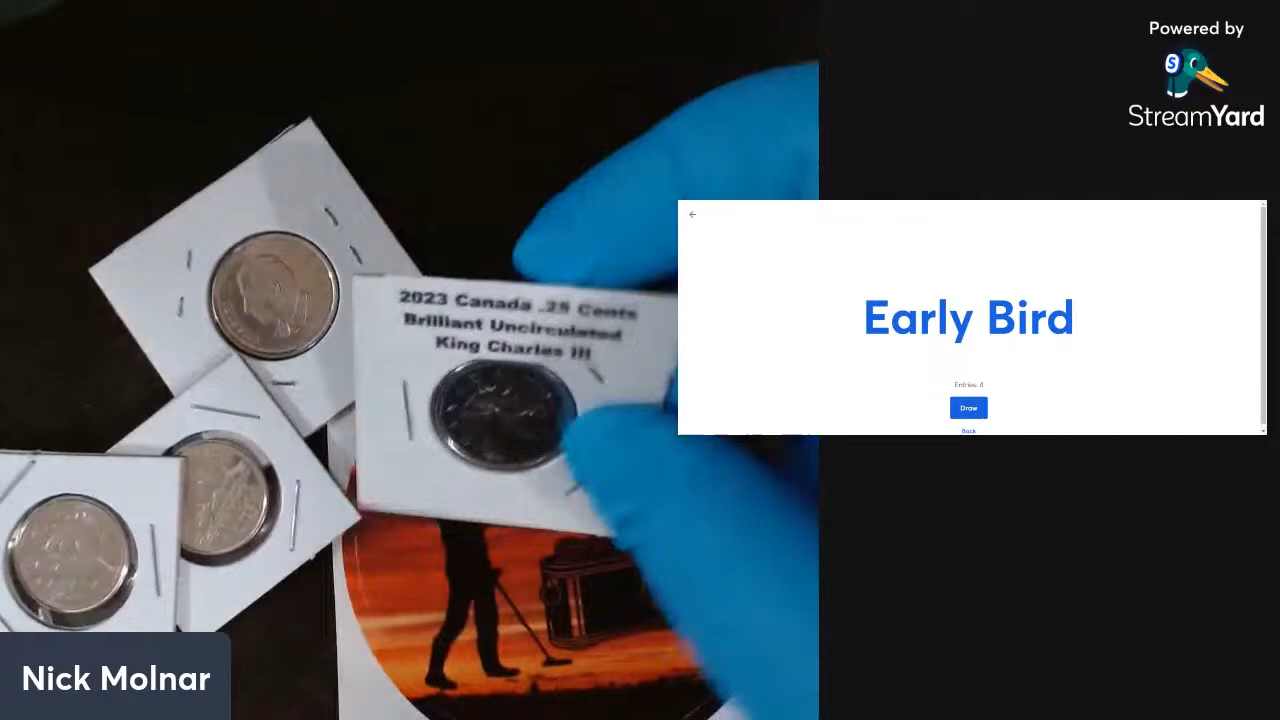 Powered by
S
StreamYard
2023 Canada .25 Cents
Brilliant Uncirculated
King Charles III
Early Bird
Entries: 4
Draw
Back
Nick Molnar